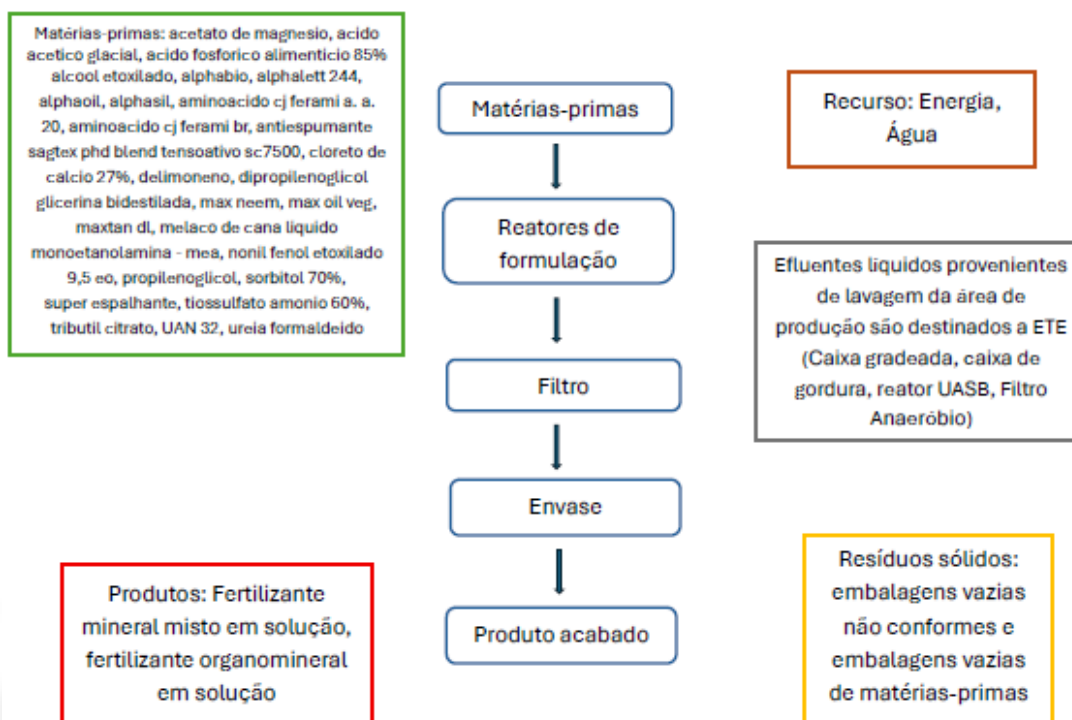 Matérias-primas: acetato de magnesio, acido
acetico glacial, acido fosforico alimenticio 85%
alcool etoxilado, alphabio, alphalett 244,
alphaoil, alphasil, aminoacido cj ferami a. a.
20, aminoacido cj ferami br, antiespumante
sagtex phd blend tensoativo sc7500, cloreto de
calcio 27%, delimoneno, dipropilenoglicol
glicerina bidestilada, max neem, max oil veg,
maxtan dl, melaco de cana liquido
monoetanolamina - mea, nonil fenol etoxilado
9,5 eo, propilenoglicol, sorbitol 70%,
super espalhante, tiossulfato amonio 60%,
tributil citrato, UAN 32, ureia formaldeido
Matérias-primas
Recurso: Energia,
Água
Reatores de
formulação
Efluentes liquidos provenientes
de lavagem da área de
produção são destinados a ETE
(Caixa gradeada, caixa de
gordura, reator UASB, Filtro
Anaeróbio)
Filtro
Envase
Produtos: Fertilizante
mineral misto em solução,
fertilizante organomineral
em solução
Produto acabado
Resíduos sólidos:
embalagens vazias
não conformes e
embalagens vazias
de matérias-primas